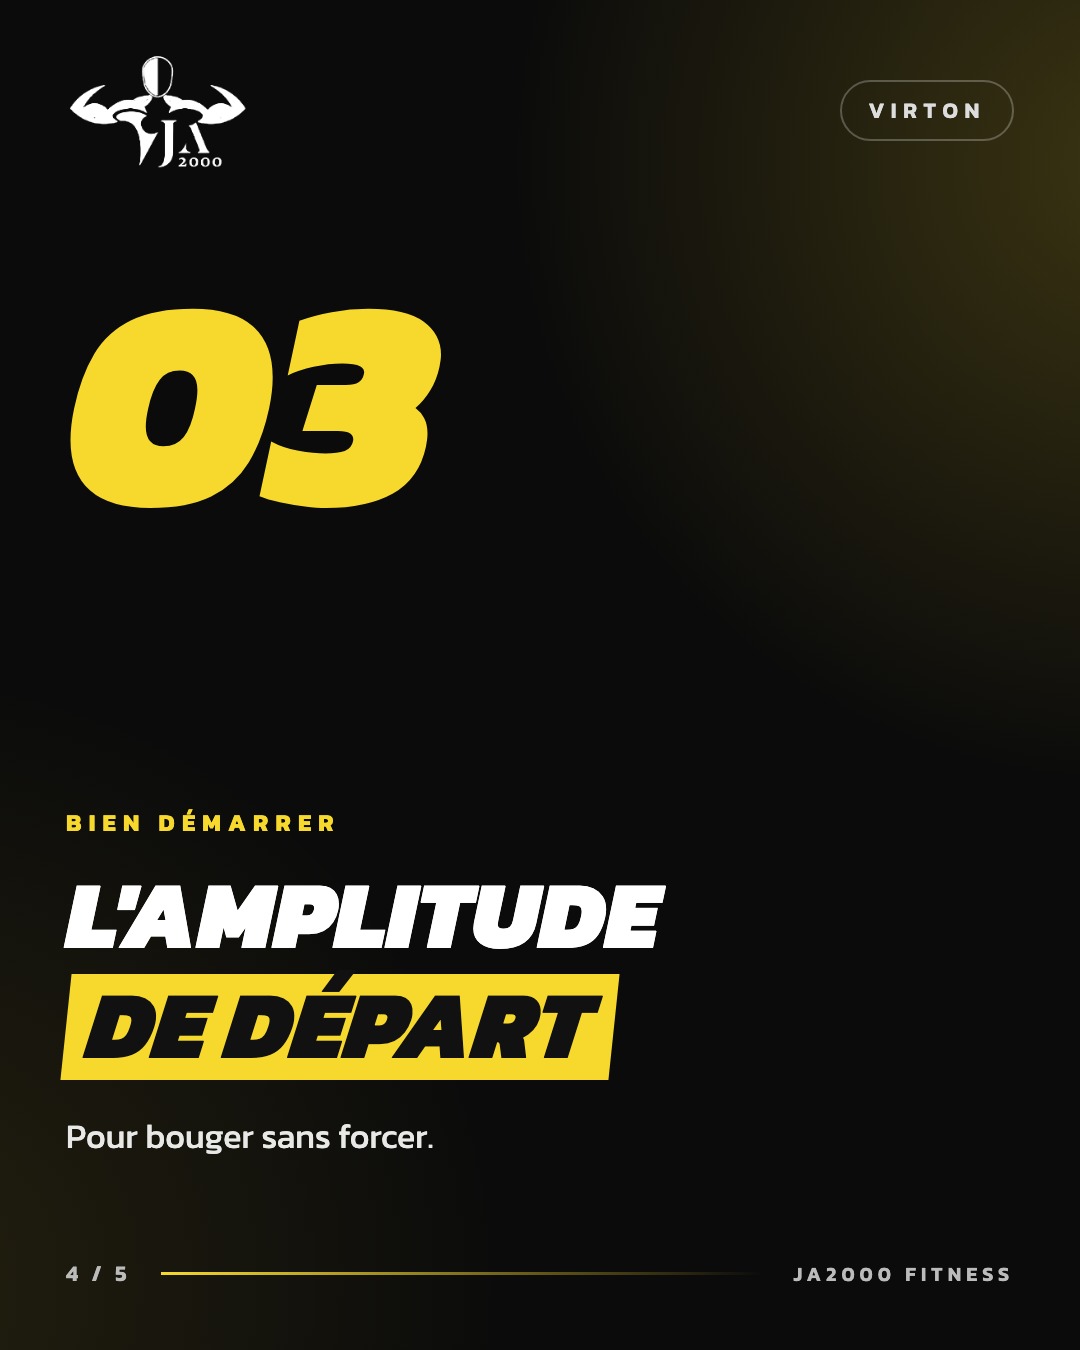 JA
2000
VIRTON
03
BIEN DÉMARRER
L'AMPLITUDE
DE DÉPART
Pour bouger sans forcer.
4 / 5
JA2000 FITNESS